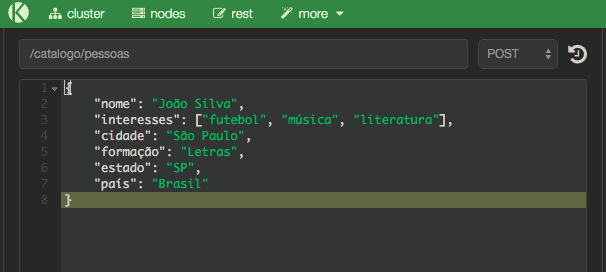 K cluster nodes rest more
/catalogo/pessoas POST
1 {
2 "nome": "João Silva",
3 "interesses": ["futebol", "música", "literatura"],
4 "cidade": "São Paulo",
5 "formação": "Letras",
6 "estado": "SP",
7 "país": "Brasil"
8 }